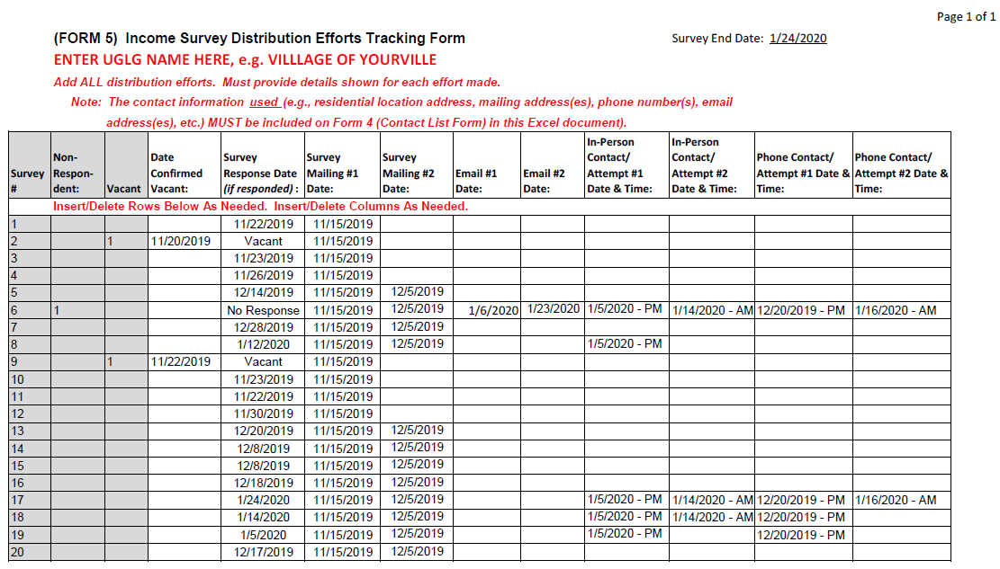 Page 1 of 1
(FORM 5) Income Survey Distribution Efforts Tracking Form
Survey End Date: 1/24/2020
ENTER UGLG NAME HERE, e.g. VILLLAGE OF YOURVILLE
Add ALL distribution efforts. Must provide details shown for each effort made.
Note: The contact information used (e.g., residential location address, mailing address(es), phone number(s), email
address(es), etc.) MUST be included on Form 4 (Contact List Form) in this Excel document).
Survey # Non-Respon-dent: Vacant Date Confirmed Vacant: Survey Response Date (if responded) : Survey Mailing #1 Date: Survey Mailing #2 Date: Email #1 Date: Email #2 Date: In-Person Contact/ Attempt #1 Date & Time: In-Person Contact/ Attempt #2 Date & Time: Phone Contact/ Attempt #1 Date & Time: Phone Contact/ Attempt #2 Date & Time:
Insert/Delete Rows Below As Needed. Insert/Delete Columns As Needed.
1 11/22/2019 11/15/2019
2 1 11/20/2019 Vacant 11/15/2019
3 11/23/2019 11/15/2019
4 11/26/2019 11/15/2019
5 12/14/2019 11/15/2019 12/5/2019
6 1 No Response 11/15/2019 12/5/2019 1/6/2020 1/23/2020 1/5/2020 - PM 1/14/2020 - AM 12/20/2019 - PM 1/16/2020 - AM
7 12/28/2019 11/15/2019 12/5/2019
8 1/12/2020 11/15/2019 12/5/2019 1/5/2020 - PM
9 1 11/22/2019 Vacant 11/15/2019
10 11/23/2019 11/15/2019
11 11/22/2019 11/15/2019
12 11/30/2019 11/15/2019
13 12/20/2019 11/15/2019 12/5/2019
14 12/8/2019 11/15/2019 12/5/2019
15 12/8/2019 11/15/2019 12/5/2019
16 12/18/2019 11/15/2019 12/5/2019
17 1/24/2020 11/15/2019 12/5/2019 1/5/2020 - PM 1/14/2020 - AM 12/20/2019 - PM 1/16/2020 - AM
18 1/14/2020 11/15/2019 12/5/2019 1/5/2020 - PM 1/14/2020 - AM 12/20/2019 - PM
19 1/5/2020 11/15/2019 12/5/2019 1/5/2020 - PM 12/20/2019 - PM
20 12/17/2019 11/15/2019 12/5/2019